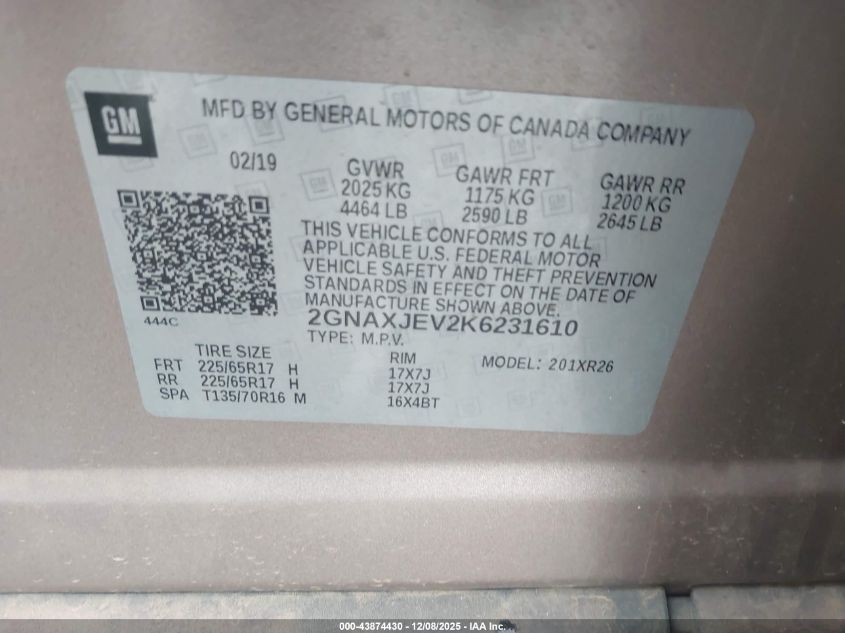 GM
MFD BY GENERAL MOTORS OF CANADA COMPANY
02/19
GVWR GAWR FRT GAWR RR
2025 KG 1175 KG 1200 KG
4464 LB 2590 LB 2645 LB
THIS VEHICLE CONFORMS TO ALL
APPLICABLE U.S. FEDERAL MOTOR
VEHICLE SAFETY AND THEFT PREVENTION
STANDARDS IN EFFECT ON THE DATE OF
MANUFACTURE SHOWN ABOVE.
444C
2GNAXJEV2K6231610
TYPE: M.P.V.
TIRE SIZE RIM MODEL: 201XR26
FRT 225/65R17 H 17X7J
RR 225/65R17 H 17X7J
SPA T135/70R16 M 16X4BT
000-43874430 - 12/08/2025 - IAA Inc.